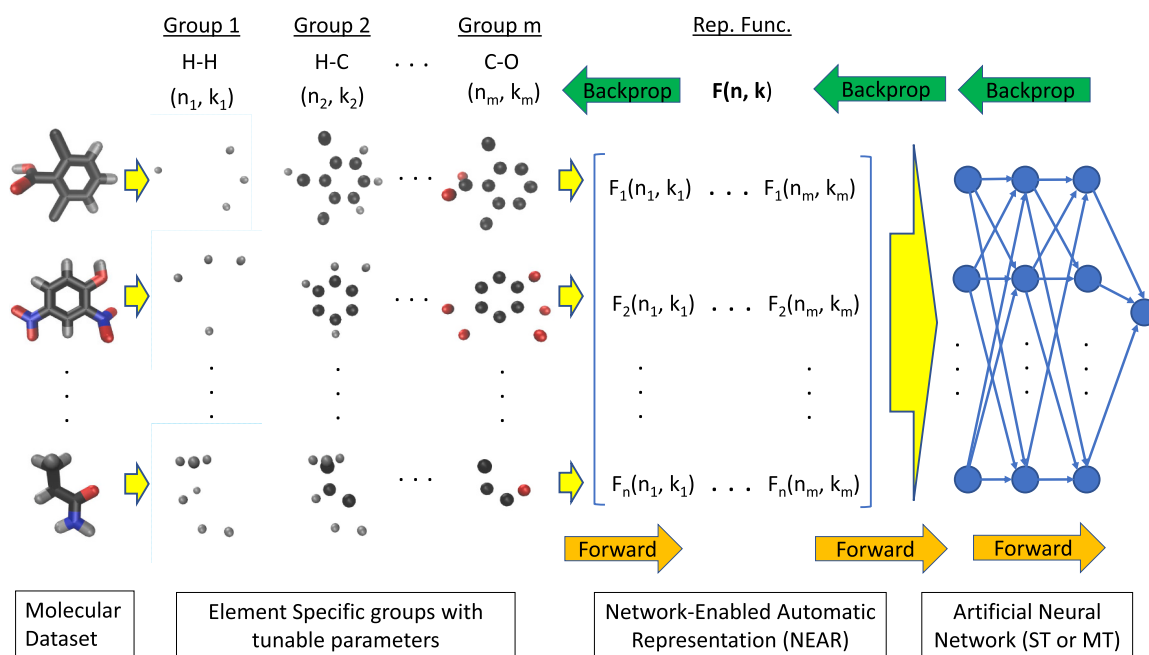 Group 1 Group 2 Group m Rep. Func.
H-H H-C . . . C-O
(n₁, k₁) (n₂, k₂) (nₘ, kₘ) Backprop F(n, k) Backprop Backprop
. . .
F₁(n₁, k₁) . . . F₁(nₘ, kₘ)
. . .
F₂(n₁, k₁) . . . F₂(nₘ, kₘ)
. . .
Fₙ(n₁, k₁) . . . Fₙ(nₘ, kₘ)
Forward Forward Forward
Molecular
Dataset
Element Specific groups with
tunable parameters
Network-Enabled Automatic
Representation (NEAR)
Artificial Neural
Network (ST or MT)